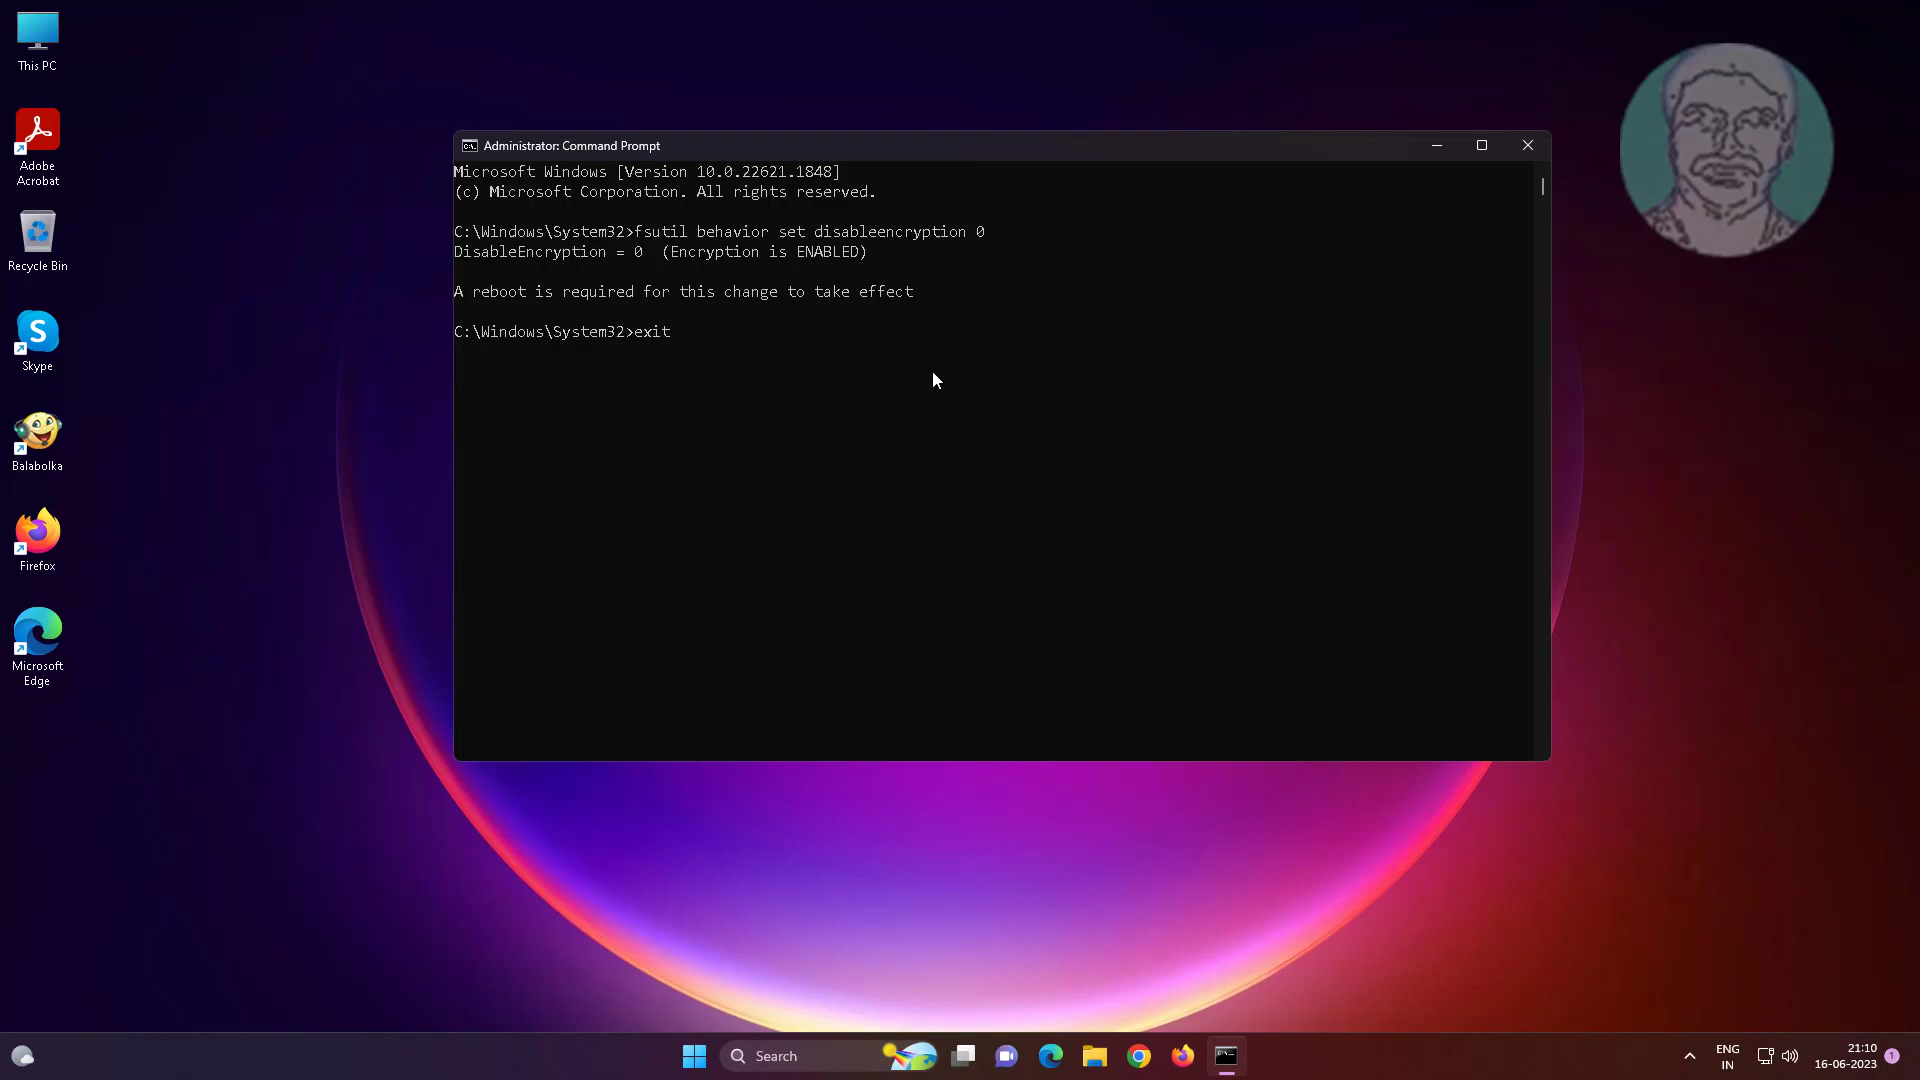 This PC
Adobe
Acrobat
Recycle Bin
Skype
Balabolka
Firefox
Microsoft
Edge
Administrator: Command Prompt
Microsoft Windows [Version 10.0.22621.1848]
(c) Microsoft Corporation. All rights reserved.
C:\Windows\System32>fsutil behavior set disableencryption 0
DisableEncryption = 0  (Encryption is ENABLED)
A reboot is required for this change to take effect
C:\Windows\System32>exit
Search
ENG
IN
21:10
16-06-2023
1